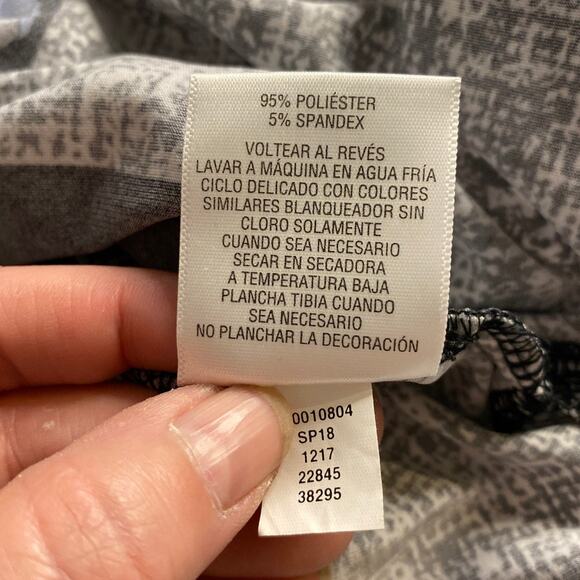 95% POLIÉSTER
5% SPANDEX
VOLTEAR AL REVÉS
LAVAR A MÁQUINA EN AGUA FRÍA
CICLO DELICADO CON COLORES
SIMILARES BLANQUEADOR SIN
CLORO SOLAMENTE
CUANDO SEA NECESARIO
SECAR EN SECADORA
A TEMPERATURA BAJA
PLANCHA TIBIA CUANDO
SEA NECESARIO
NO PLANCHAR LA DECORACIÓN
0010804
SP18
1217
22845
38295